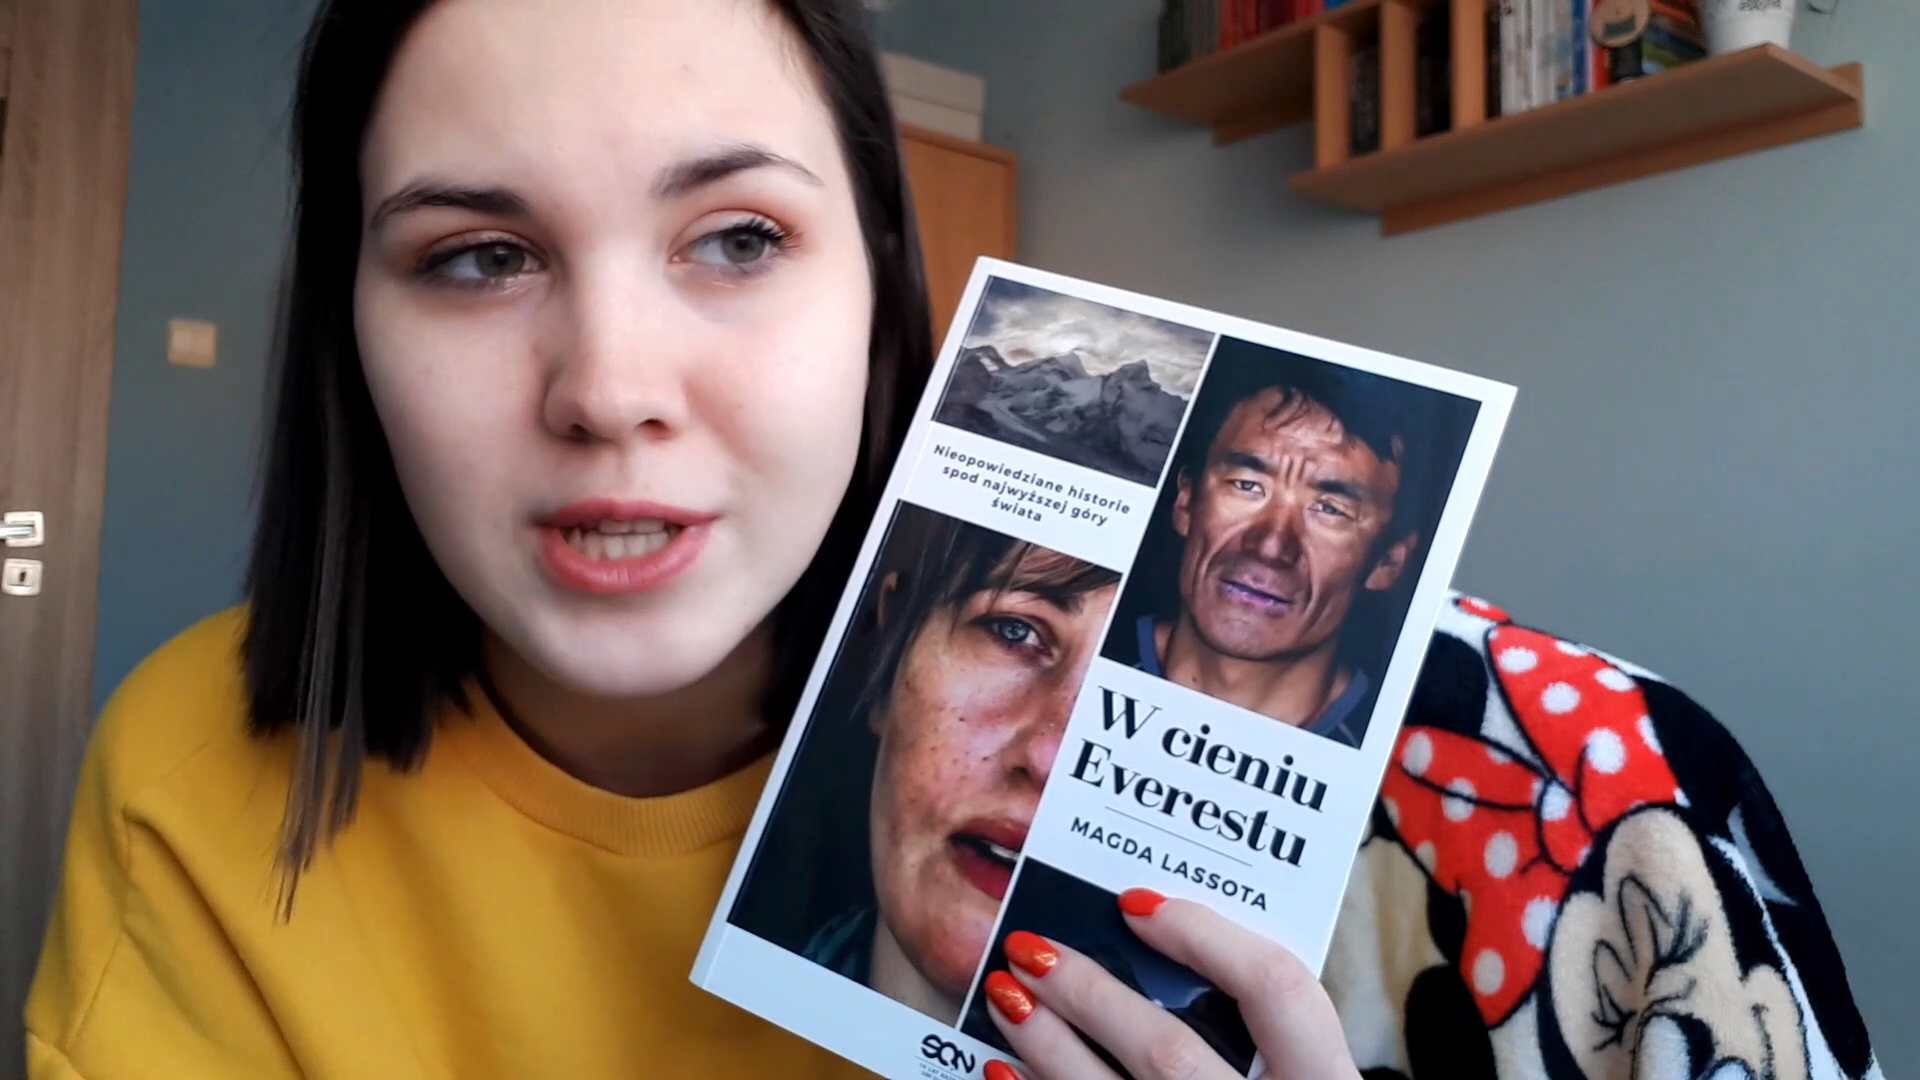 Nieopowiedziane historie
spod najwyższej góry
świata
W cieniu
Everestu
MAGDA LASSOTA
SQN